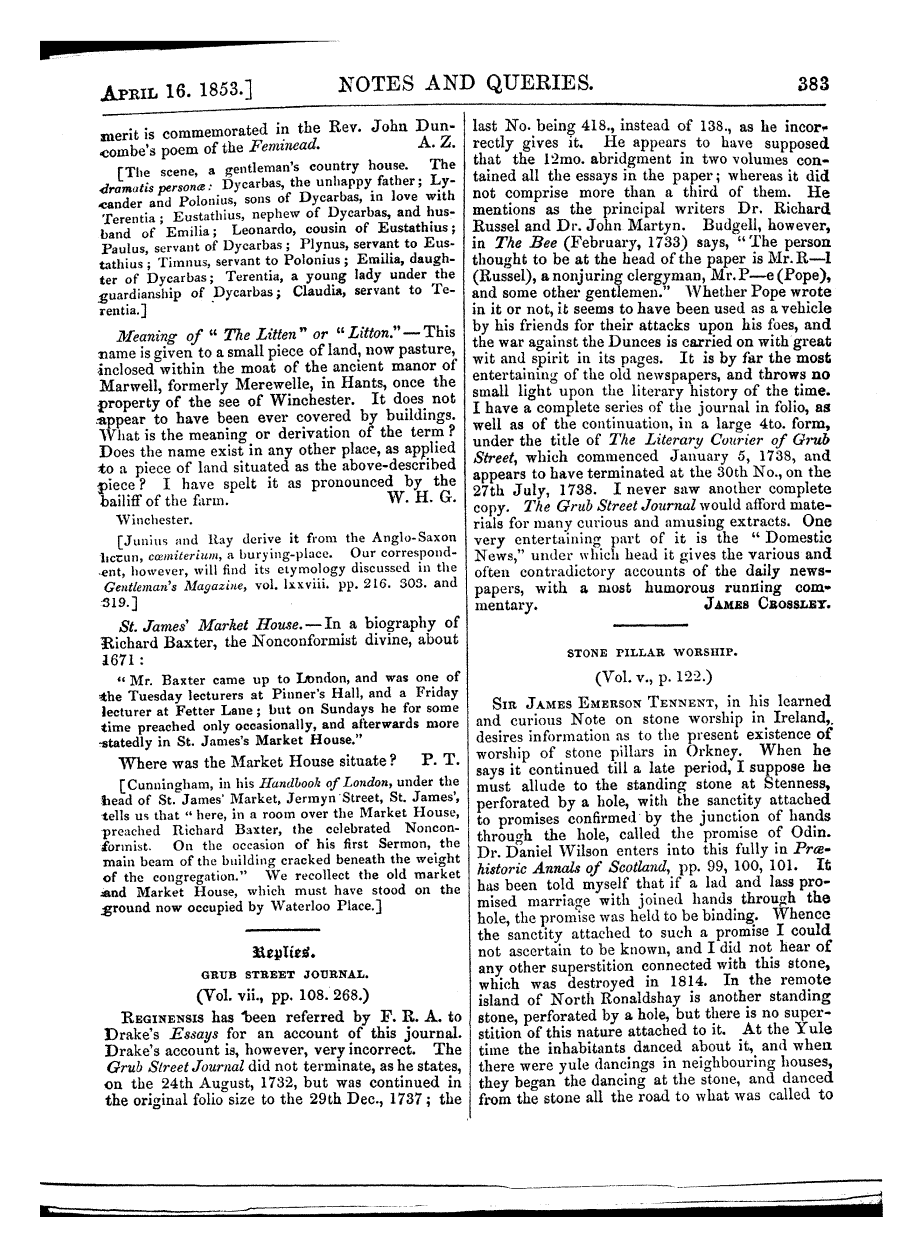 APRIL 16. 1853.] NOTES AND QUERIES. 383
merit is commemorated in the Rev. John Dun-
combe's poem of the Feminead. A. Z.
[The scene, a gentleman's country house. The
dramatis personæ: Dycarbas, the unhappy father; Ly-
cander and Polonius, sons of Dycarbas, in love with
Terentia; Eustathius, nephew of Dycarbas, and hus-
band of Emilia; Leonardo, cousin of Eustathius;
Paulus, servant of Dycarbas; Plynus, servant to Eus-
tathius; Timnus, servant to Polonius; Emilia, daugh-
ter of Dycarbas; Terentia, a young lady under the
guardianship of Dycarbas; Claudia, servant to Te-
rentia.]
Meaning of "The Litten" or "Litton."—This
name is given to a small piece of land, now pasture,
inclosed within the moat of the ancient manor of
Marwell, formerly Merewelle, in Hants, once the
property of the see of Winchester. It does not
appear to have been ever covered by buildings.
What is the meaning or derivation of the term?
Does the name exist in any other place, as applied
to a piece of land situated as the above-described
piece? I have spelt it as pronounced by the
bailiff of the farm. W. H. G.
Winchester.
[Junius and Ray derive it from the Anglo-Saxon
lictun, cœmiterium, a burying-place. Our correspond-
ent, however, will find its etymology discussed in the
Gentleman's Magazine, vol. lxxviii. pp. 216. 303. and
319.]
St. James' Market House.—In a biography of
Richard Baxter, the Nonconformist divine, about
1671:
"Mr. Baxter came up to London, and was one of
the Tuesday lecturers at Pinner's Hall, and a Friday
lecturer at Fetter Lane; but on Sundays he for some
time preached only occasionally, and afterwards more
statedly in St. James's Market House."
Where was the Market House situate? P. T.
[Cunningham, in his Handbook of London, under the
head of St. James' Market, Jermyn Street, St. James',
tells us that "here, in a room over the Market House,
preached Richard Baxter, the celebrated Noncon-
formist. On the occasion of his first Sermon, the
main beam of the building cracked beneath the weight
of the congregation." We recollect the old market
and Market House, which must have stood on the
ground now occupied by Waterloo Place.]
Replies.
GRUB STREET JOURNAL.
(Vol. vii., pp. 108. 268.)
REGINENSIS has been referred by F. R. A. to
Drake's Essays for an account of this journal.
Drake's account is, however, very incorrect. The
Grub Street Journal did not terminate, as he states,
on the 24th August, 1732, but was continued in
the original folio size to the 29th Dec., 1737; the
last No. being 418., instead of 138., as he incor-
rectly gives it. He appears to have supposed
that the 12mo. abridgment in two volumes con-
tained all the essays in the paper; whereas it did
not comprise more than a third of them. He
mentions as the principal writers Dr. Richard
Russel and Dr. John Martyn. Budgell, however,
in The Bee (February, 1733) says, "The person
thought to be at the head of the paper is Mr. R—l
(Russel), a nonjuring clergyman, Mr. P—e (Pope),
and some other gentlemen." Whether Pope wrote
in it or not, it seems to have been used as a vehicle
by his friends for their attacks upon his foes, and
the war against the Dunces is carried on with great
wit and spirit in its pages. It is by far the most
entertaining of the old newspapers, and throws no
small light upon the literary history of the time.
I have a complete series of the journal in folio, as
well as of the continuation, in a large 4to. form,
under the title of The Literary Courier of Grub
Street, which commenced January 5, 1738, and
appears to have terminated at the 30th No., on the
27th July, 1738. I never saw another complete
copy. The Grub Street Journal would afford mate-
rials for many curious and amusing extracts. One
very entertaining part of it is the "Domestic
News," under which head it gives the various and
often contradictory accounts of the daily news-
papers, with a most humorous running com-
mentary. JAMES CROSSLEY.
STONE PILLAR WORSHIP.
(Vol. v., p. 122.)
SIR JAMES EMERSON TENNENT, in his learned
and curious Note on stone worship in Ireland,
desires information as to the present existence of
worship of stone pillars in Orkney. When he
says it continued till a late period, I suppose he
must allude to the standing stone at Stenness,
perforated by a hole, with the sanctity attached
to promises confirmed by the junction of hands
through the hole, called the promise of Odin.
Dr. Daniel Wilson enters into this fully in Præ-
historic Annals of Scotland, pp. 99, 100, 101. It
has been told myself that if a lad and lass pro-
mised marriage with joined hands through the
hole, the promise was held to be binding. Whence
the sanctity attached to such a promise I could
not ascertain to be known, and I did not hear of
any other superstition connected with this stone,
which was destroyed in 1814. In the remote
island of North Ronaldshay is another standing
stone, perforated by a hole, but there is no super-
stition of this nature attached to it. At the Yule
time the inhabitants danced about it, and when
there were yule dancings in neighbouring houses,
they began the dancing at the stone, and danced
from the stone all the road to what was called to